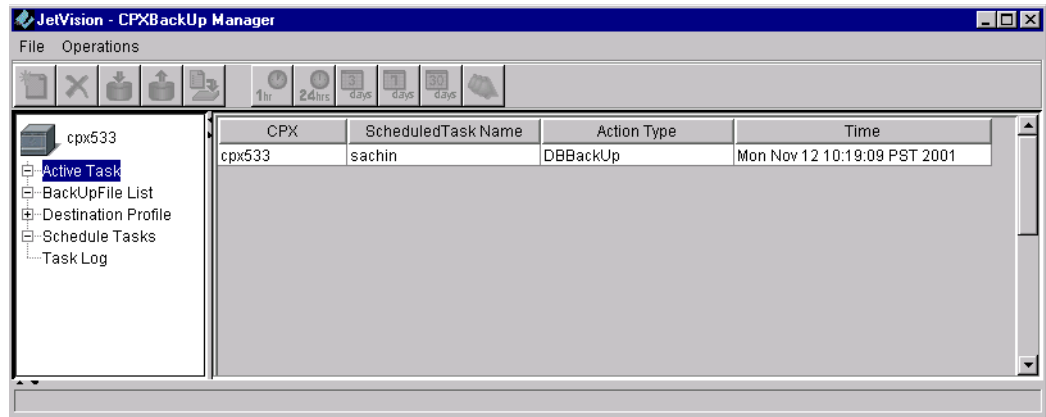 JetVision - CPXBackUp Manager
File Operations
1hr 24hrs 3 days 1 days 30 days
cpx533
Active Task
BackUpFile List
Destination Profile
Schedule Tasks
Task Log
CPX ScheduledTask Name Action Type Time
cpx533 sachin DBBackUp Mon Nov 12 10:19:09 PST 2001